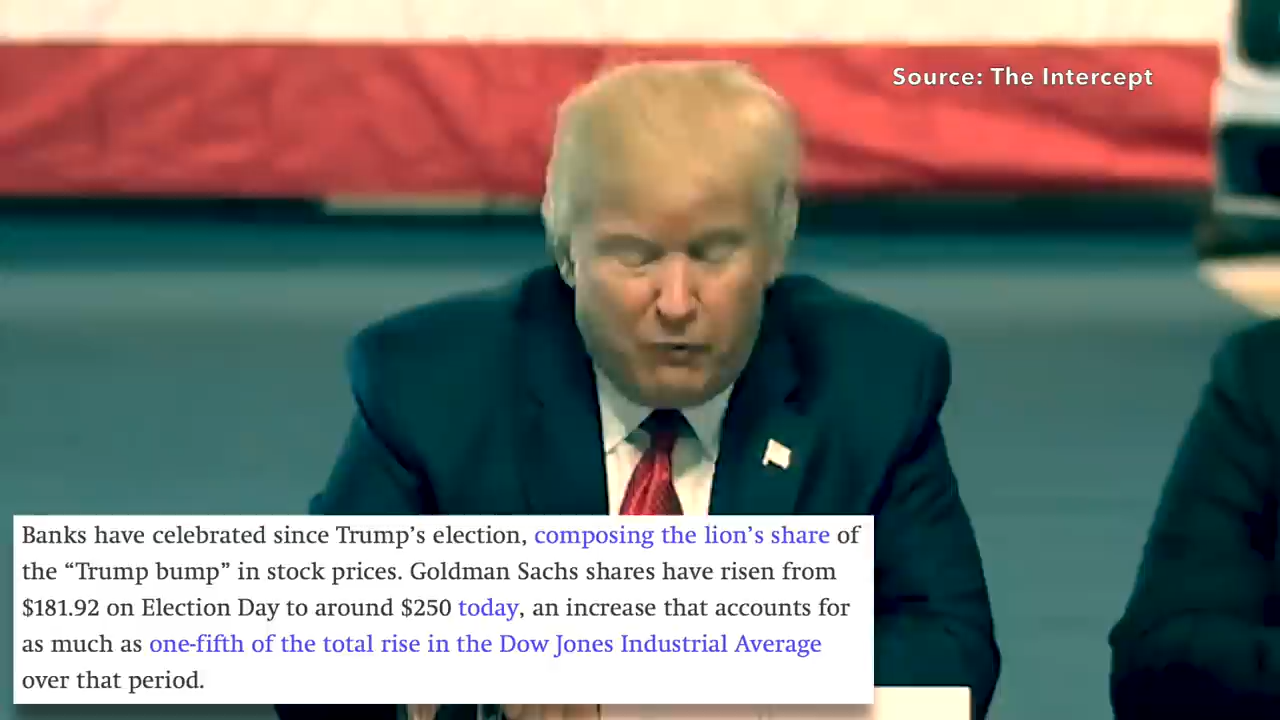 Source: The Intercept
Banks have celebrated since Trump’s election, composing the lion’s share of
the “Trump bump” in stock prices. Goldman Sachs shares have risen from
$181.92 on Election Day to around $250 today, an increase that accounts for
as much as one-fifth of the total rise in the Dow Jones Industrial Average
over that period.